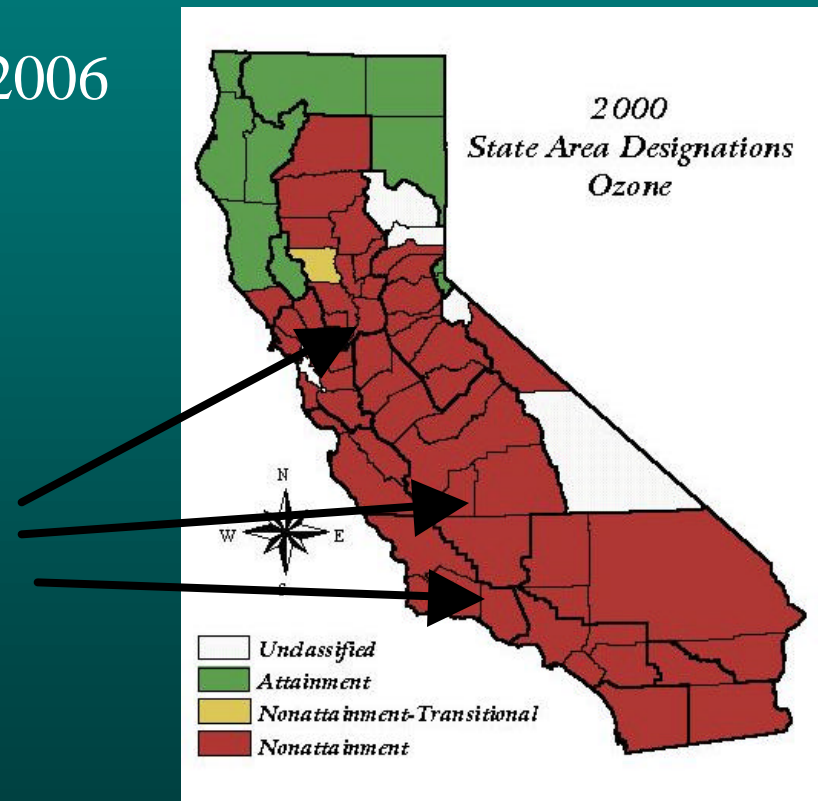 2006
2000
State Area Designations
Ozone
N
W
E
S
Unclassified
Attainment
Nonattainment-Transitional
Nonattainment